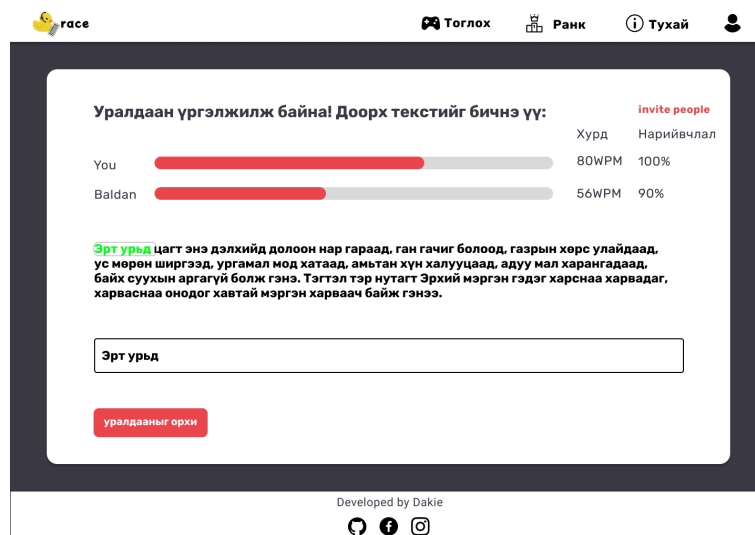 race
Тоглох
Ранк
Тухай
Уралдаан үргэлжилж байна! Доорх текстийг бичнэ үү:
invite people
Хурд
Нарийвчлал
You
80WPM
100%
Baldan
56WPM
90%
Эрт урьд цагт энэ дэлхийд долоон нар гараад, ган гачиг болоод, газрын хөрс улайдаад,
ус мөрөн ширгээд, ургамал мод хатаад, амьтан хүн халууцаад, адуу мал харангадаад,
байх суухын аргагүй болж гэнэ. Тэгтэл тэр нутагт Эрхий мэргэн гэдэг харснаа харвадаг,
харваснаа онодог хавтай мэргэн харваач байж гэнээ.
Эрт урьд
уралдааныг орхи
Developed by Dakie